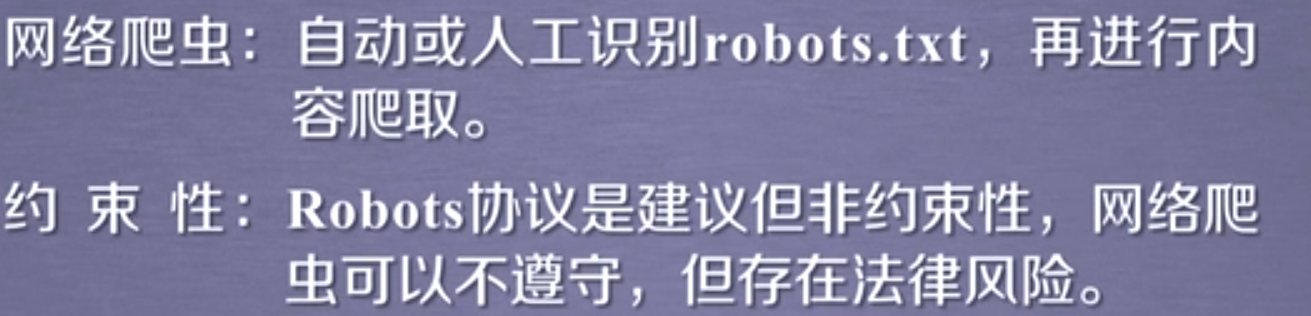 网络爬虫：自动或人工识别robots.txt，再进行内
容爬取。
约 束 性：Robots协议是建议但非约束性，网络爬
虫可以不遵守，但存在法律风险。